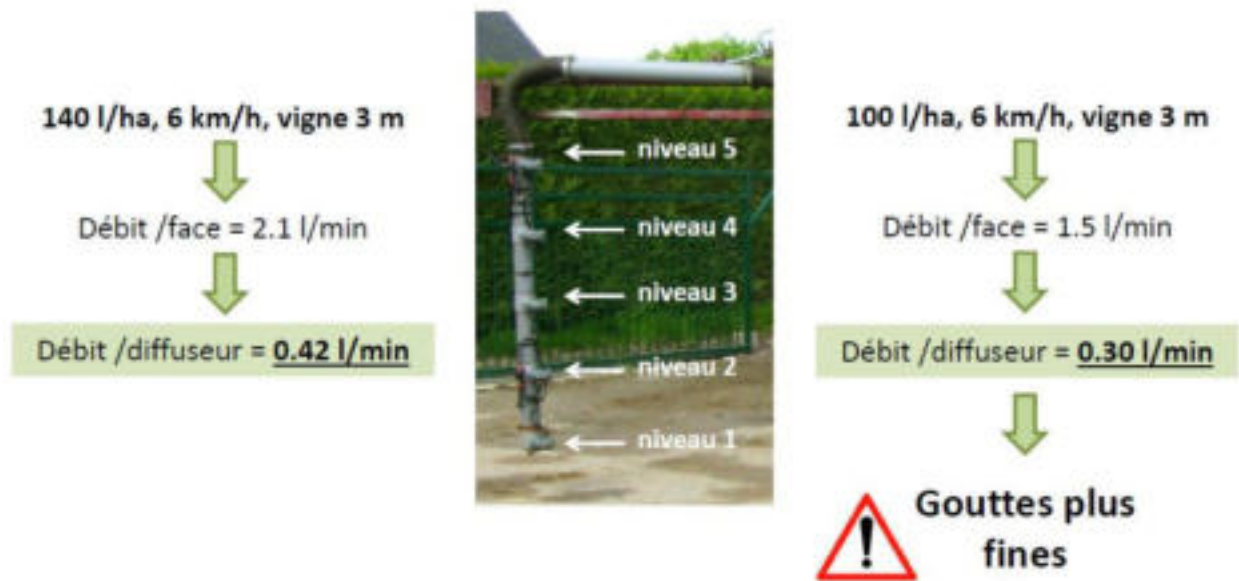 140 l/ha, 6 km/h, vigne 3 m
Débit /face = 2.1 l/min
Débit /diffuseur = 0.42 l/min
niveau 5
niveau 4
niveau 3
niveau 2
niveau 1
100 l/ha, 6 km/h, vigne 3 m
Débit /face = 1.5 l/min
Débit /diffuseur = 0.30 l/min
!
Gouttes plus
fines